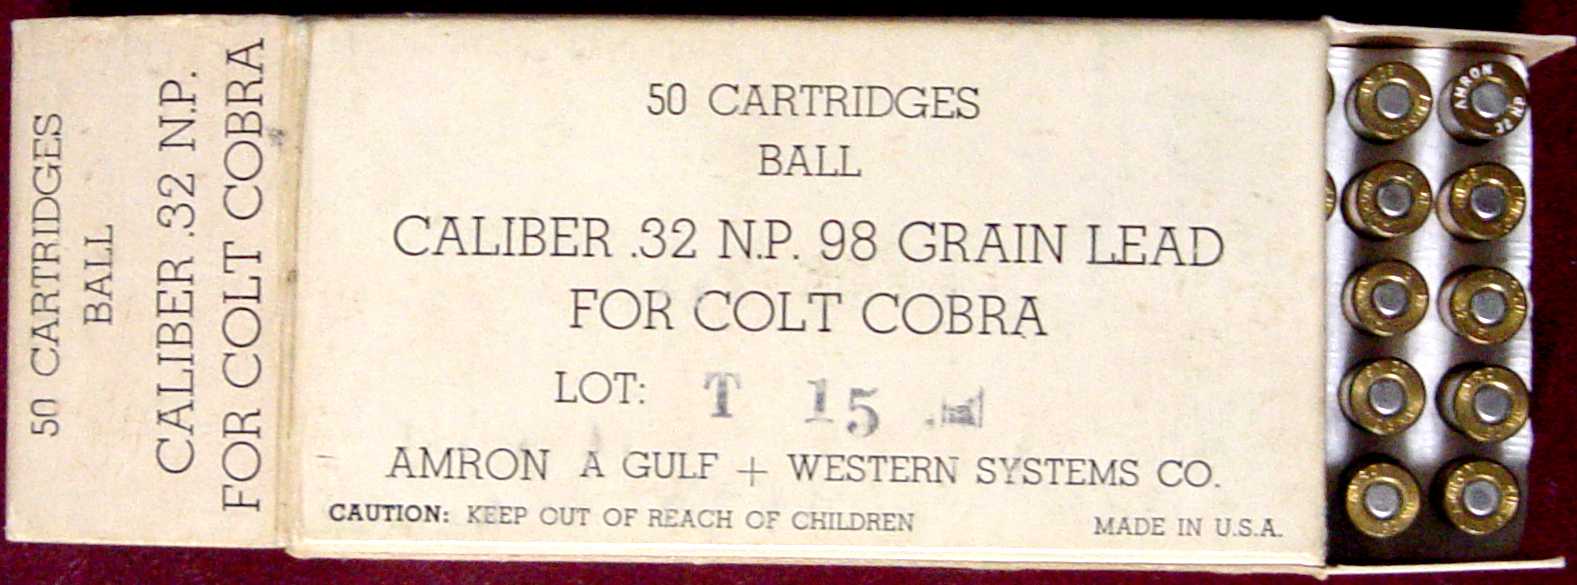 50 CARTRIDGES
BALL
CALIBER .32 N.P.
FOR COLT COBRA
50 CARTRIDGES
BALL
CALIBER .32 N.P. 98 GRAIN LEAD
FOR COLT COBRA
LOT: T 15
AMRON A GULF + WESTERN SYSTEMS CO.
CAUTION: KEEP OUT OF REACH OF CHILDREN
MADE IN U.S.A.
AMRON
32 NP